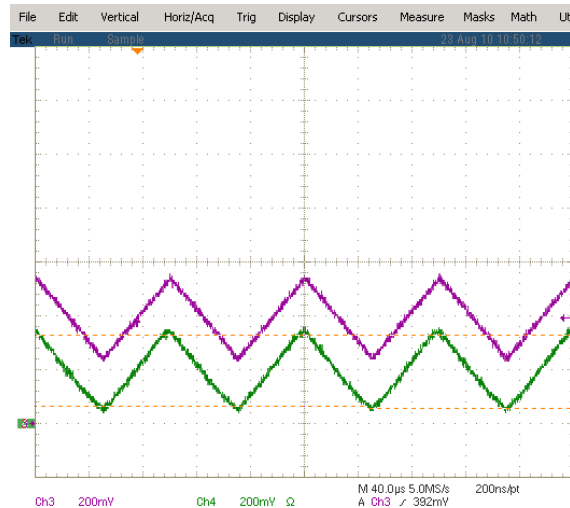 File Edit Vertical Horiz/Acq Trig Display Cursors Measure Masks Math Ut
Tek Run Sample 23 Aug 10 10:50:12
Ch3 200mV Ch4 200mV Ω M 40.0µs 5.0MS/s 200ns/pt
A Ch3 / 392mV